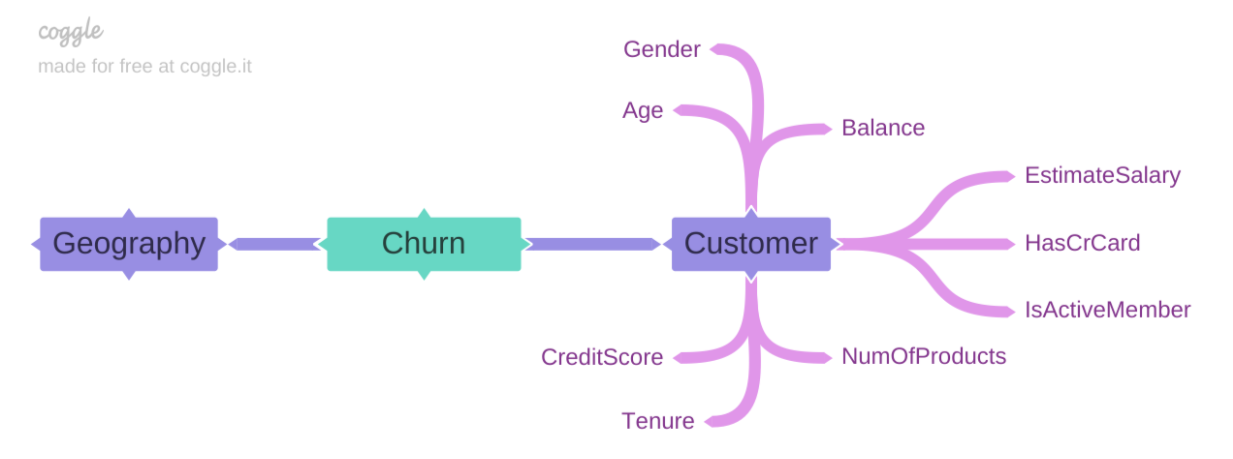 coggle
made for free at coggle.it
Gender
Age
Balance
EstimateSalary
Geography
Churn
Customer
HasCrCard
IsActiveMember
CreditScore
NumOfProducts
Tenure